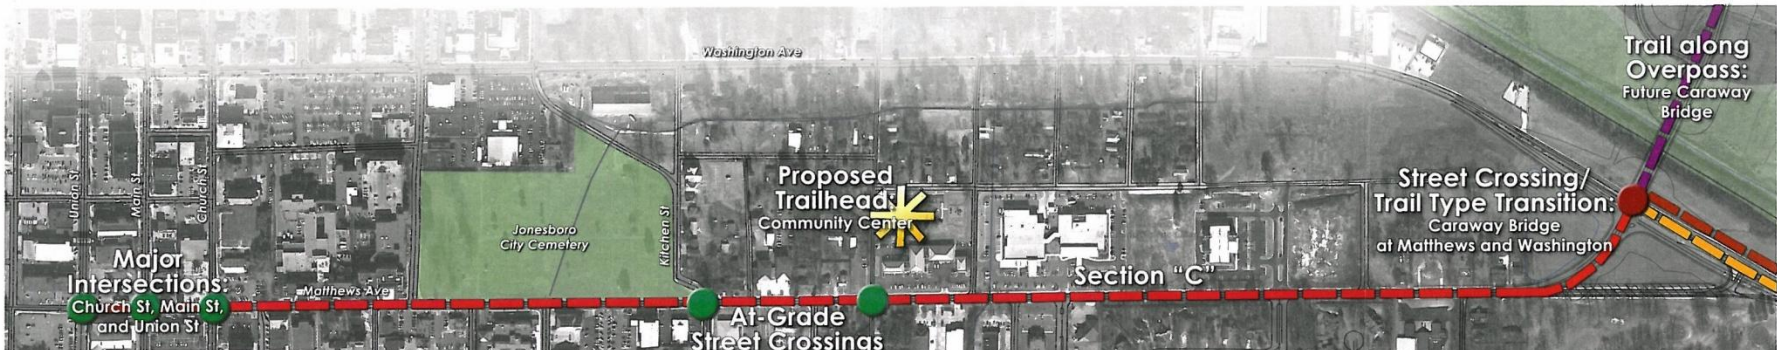 Washington Ave
Trail along
Overpass:
Future Caraway
Bridge
Union St
Main St
Church St
Jonesboro
City Cemetery
Kitchen St
Proposed
Trailhead:
Community Center
Street Crossing/
Trail Type Transition:
Caraway Bridge
at Matthews and Washington
Major
Intersections:
Church St, Main St,
and Union St
Matthews Ave
Section "C"
At-Grade
Street Crossings